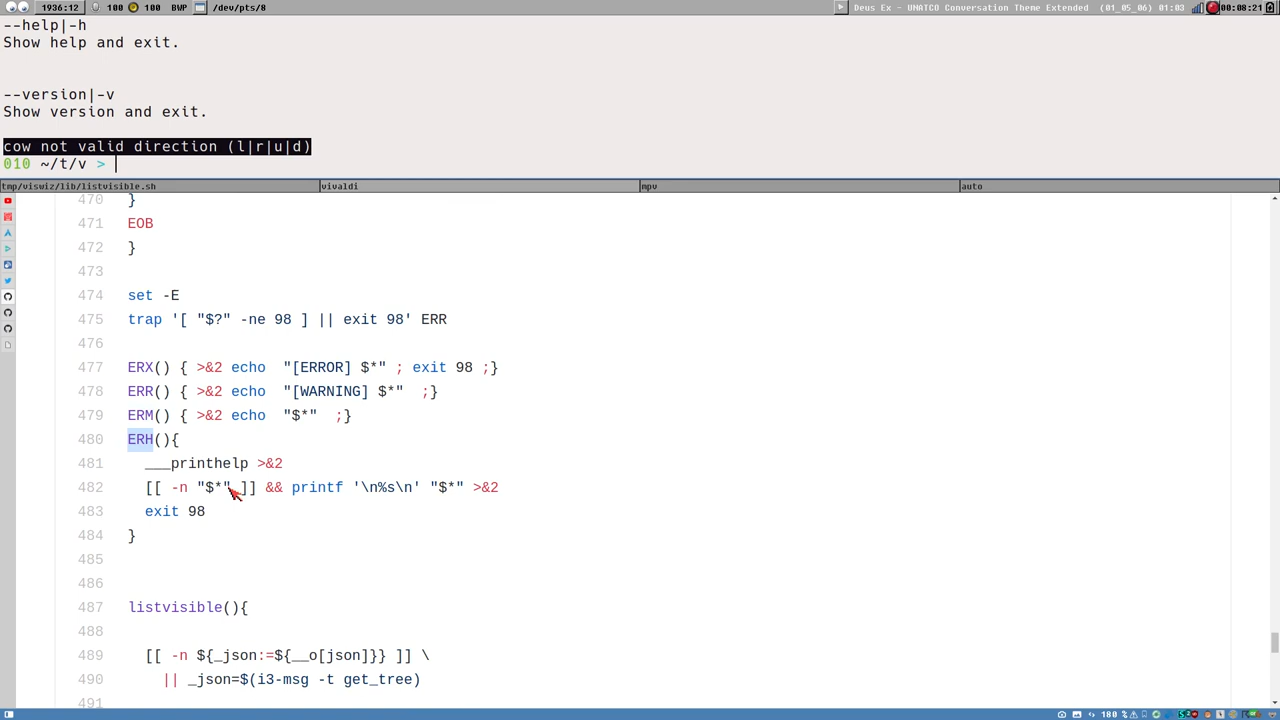 1936:12 100 100 BWP /dev/pts/8 Deus Ex - UNATCO Conversation Theme Extended (01_05_06) 01:03 00:08:21
--help|-h
Show help and exit.
--version|-v
Show version and exit.
cow not valid direction (l|r|u|d)
010 ~/t/v >
tmp/viswiz/lib/listvisible.sh vivaldi mpv auto
470 }
471 EOB
472 }
473
474 set -E
475 trap '[ "$?" -ne 98 ] || exit 98' ERR
476
477 ERX() { >&2 echo  "[ERROR] $*" ; exit 98 ;}
478 ERR() { >&2 echo  "[WARNING] $*"  ;}
479 ERM() { >&2 echo  "$*"  ;}
480 ERH(){
481   ___printhelp >&2
482   [[ -n "$*" ]] && printf '\n%s\n' "$*" >&2
483   exit 98
484 }
485
486
487 listvisible(){
488
489   [[ -n ${_json:=${__o[json]}} ]] \
490     || _json=$(i3-msg -t get_tree)
491
180 %